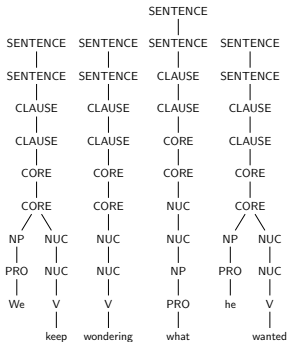 SENTENCE
SENTENCE SENTENCE SENTENCE SENTENCE
SENTENCE SENTENCE CLAUSE SENTENCE
CLAUSE CLAUSE CLAUSE CLAUSE
CLAUSE CLAUSE CORE CLAUSE
CORE CORE CORE CORE
CORE CORE NUC CORE
NP NUC NUC NUC NP NUC
PRO NUC NUC NP PRO NUC
We V V PRO he V
keep wondering what wanted